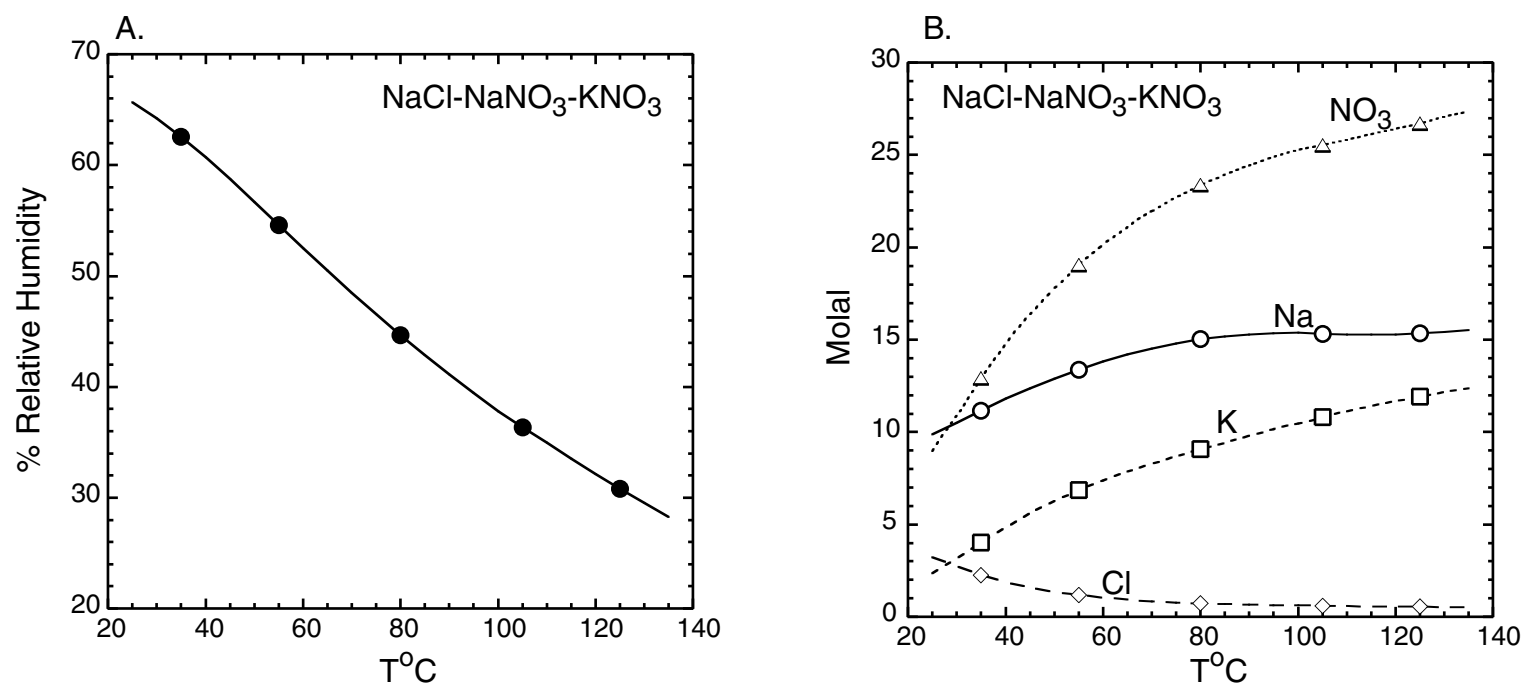 A.
NaCl-NaNO3-KNO3
% Relative Humidity
70
60
50
40
30
20
20 40 60 80 100 120 140
T°C
B.
NaCl-NaNO3-KNO3
NO3
Na
K
Cl
Molal
30
25
20
15
10
5
0
20 40 60 80 100 120 140
T°C